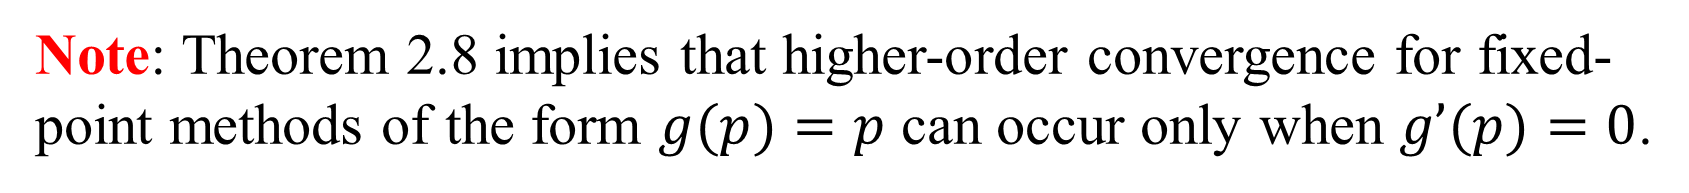 Note: Theorem 2.8 implies that higher-order convergence for fixed-
point methods of the form g(p) = p can occur only when g’(p) = 0.